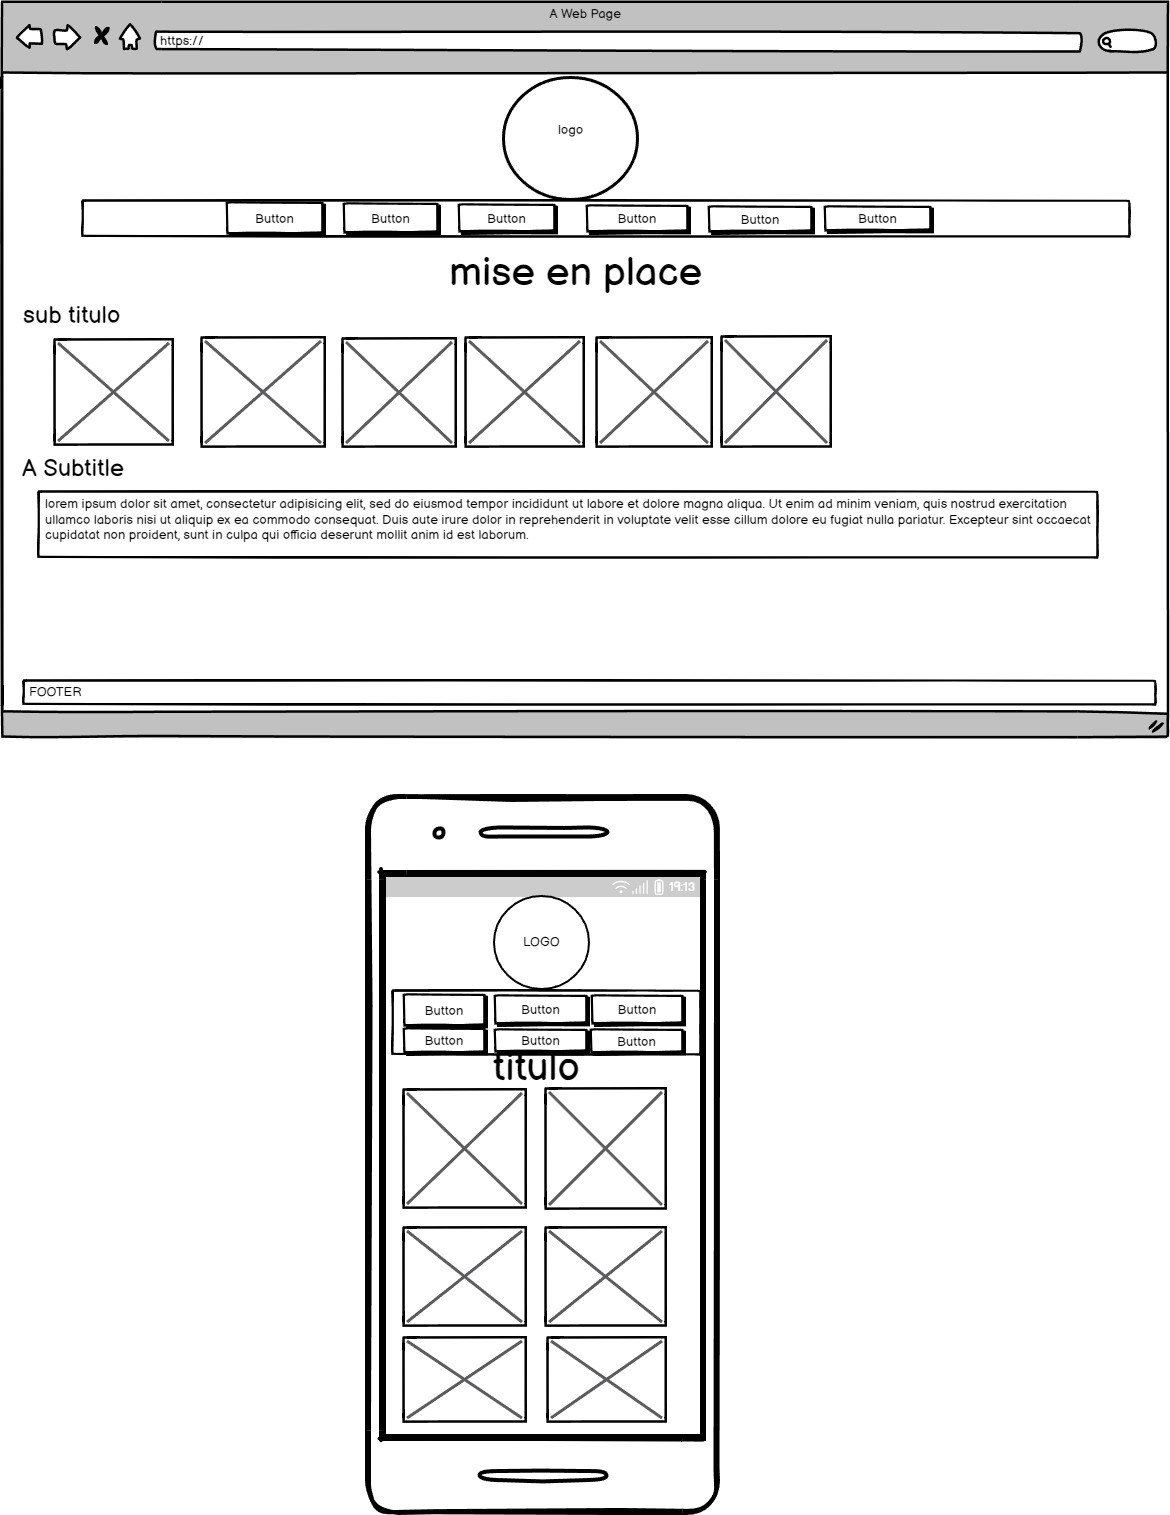 A Web Page
https://
logo
Button Button Button Button Button Button
mise en place
sub titulo
A Subtitle
lorem ipsum dolor sit amet, consectetur adipisicing elit, sed do eiusmod tempor incididunt ut labore et dolore magna aliqua. Ut enim ad minim veniam, quis nostrud exercitation
ullamco laboris nisi ut aliquip ex ea commodo consequat. Duis aute irure dolor in reprehenderit in voluptate velit esse cillum dolore eu fugiat nulla pariatur. Excepteur sint occaecat
cupidatat non proident, sunt in culpa qui officia deserunt mollit anim id est laborum.
FOOTER
19:13
LOGO
Button Button Button
Button Button Button
titulo